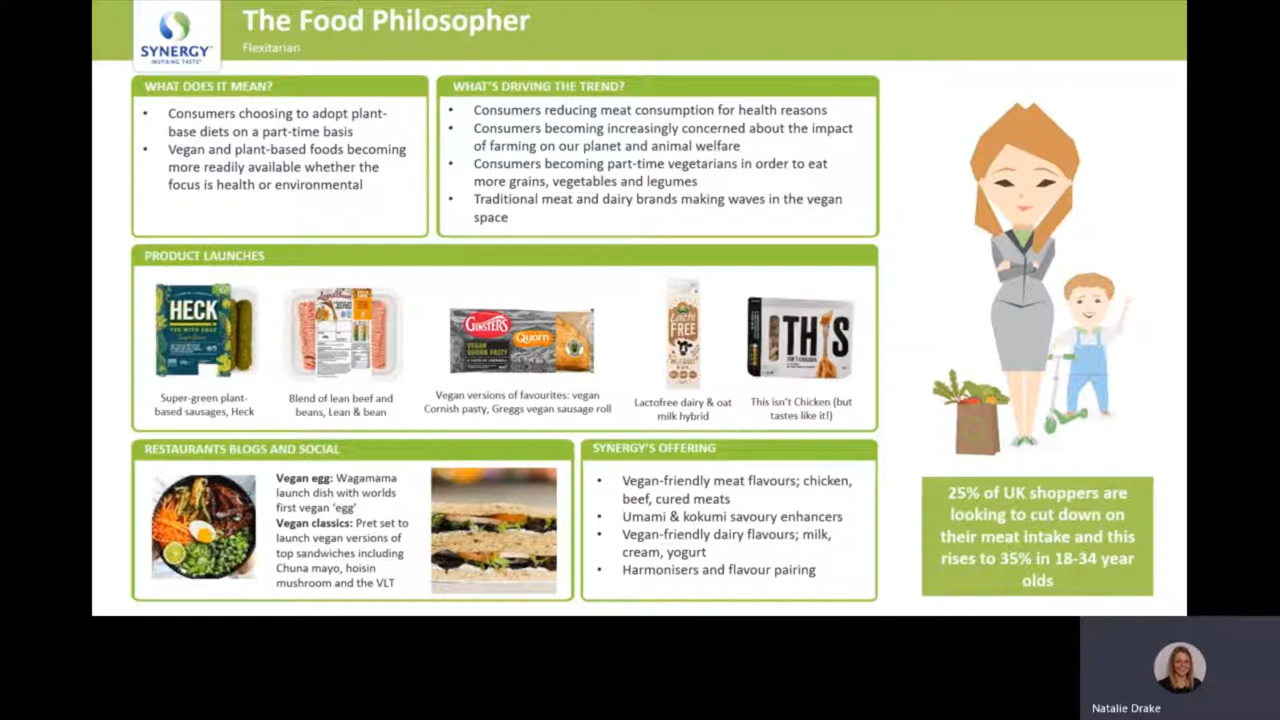 The Food Philosopher
Flexitarian
SYNERGY
INSPIRING TASTE
WHAT DOES IT MEAN?
• Consumers choosing to adopt plant-
base diets on a part-time basis
• Vegan and plant-based foods becoming
more readily available whether the
focus is health or environmental
WHAT'S DRIVING THE TREND?
• Consumers reducing meat consumption for health reasons
• Consumers becoming increasingly concerned about the impact
of farming on our planet and animal welfare
• Consumers becoming part-time vegetarians in order to eat
more grains, vegetables and legumes
• Traditional meat and dairy brands making waves in the vegan
space
PRODUCT LAUNCHES
HECK
GINSTERS
VEGAN
QUORN PASTY
Quorn
Lacto
FREE
THIS
ISN'T CHICKEN
Super-green plant-
based sausages, Heck
Blend of lean beef and
beans, Lean & bean
Vegan versions of favourites: vegan
Cornish pasty, Greggs vegan sausage roll
Lactofree dairy & oat
milk hybrid
This isn't Chicken (but
tastes like it!)
RESTAURANTS BLOGS AND SOCIAL
Vegan egg: Wagamama
launch dish with worlds
first vegan 'egg'
Vegan classics: Pret set to
launch vegan versions of
top sandwiches including
Chuna mayo, hoisin
mushroom and the VLT
SYNERGY'S OFFERING
• Vegan-friendly meat flavours; chicken,
beef, cured meats
• Umami & kokumi savoury enhancers
• Vegan-friendly dairy flavours; milk,
cream, yogurt
• Harmonisers and flavour pairing
25% of UK shoppers are
looking to cut down on
their meat intake and this
rises to 35% in 18-34 year
olds
Natalie Drake